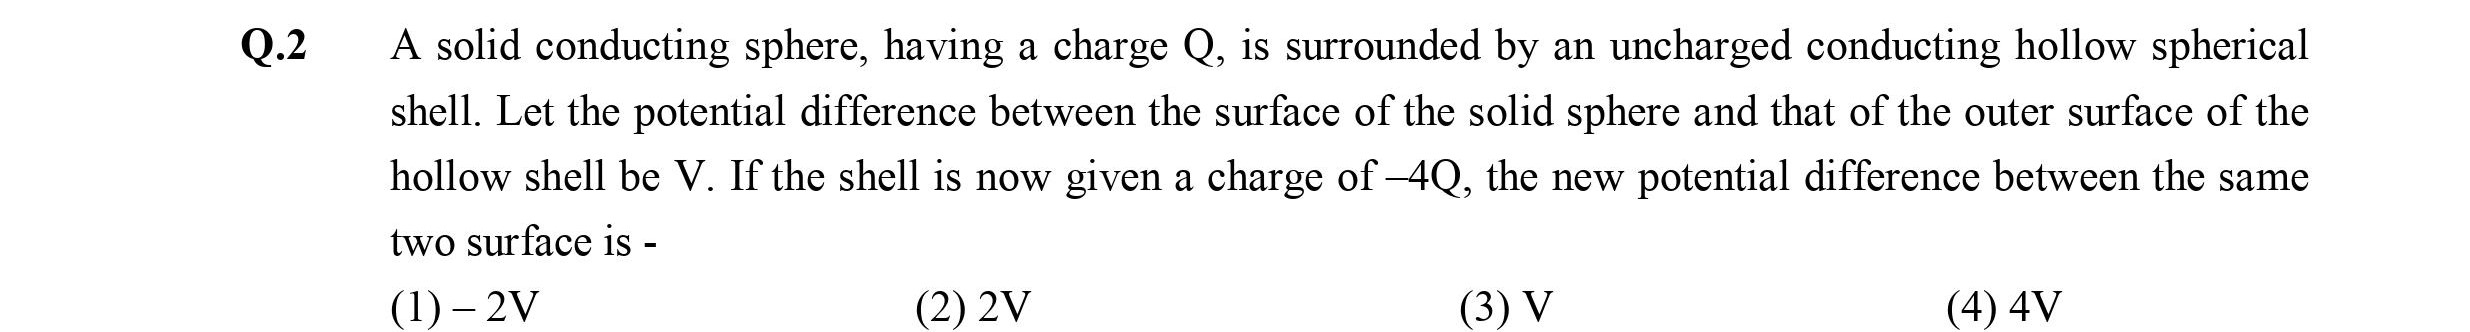 Q.2 A solid conducting sphere, having a charge Q, is surrounded by an uncharged conducting hollow spherical
shell. Let the potential difference between the surface of the solid sphere and that of the outer surface of the
hollow shell be V. If the shell is now given a charge of –4Q, the new potential difference between the same
two surface is -
(1) – 2V (2) 2V (3) V (4) 4V